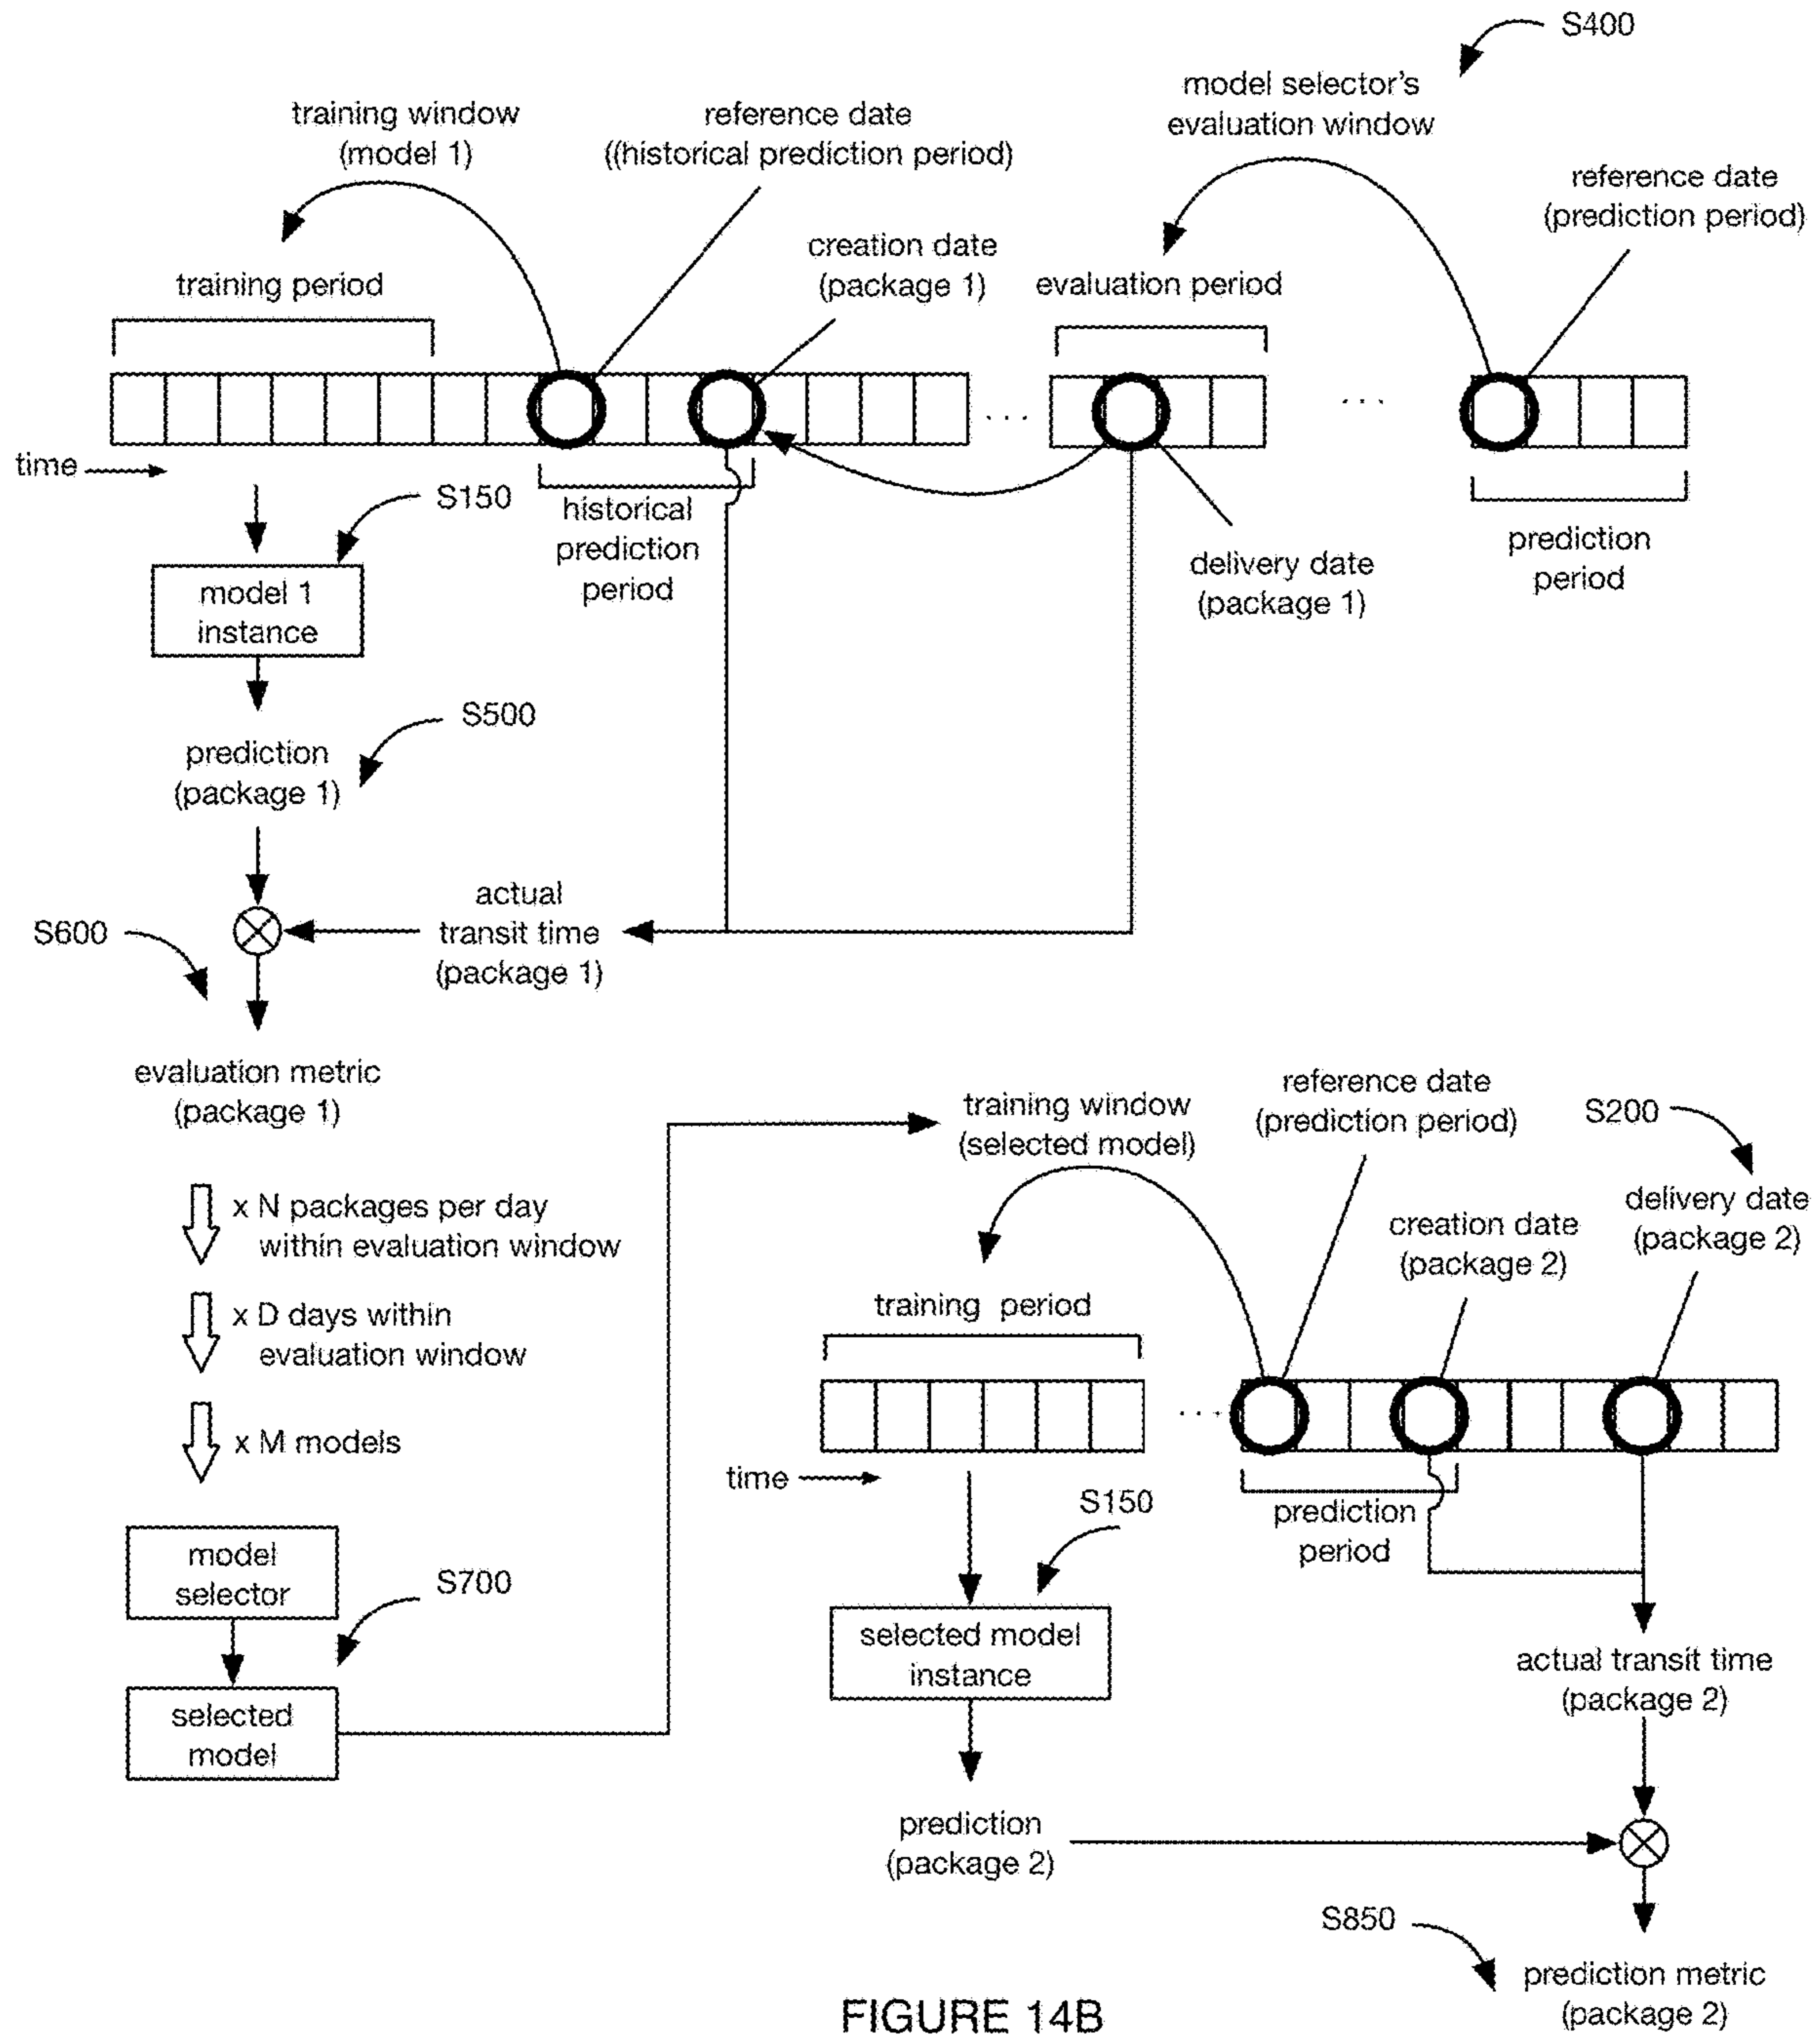 S400
model selector's
evaluation window
training window
(model 1)
reference date
((historical prediction period)
reference date
(prediction period)
creation date
(package 1)
training period
evaluation period
time
S150
historical
prediction
period
prediction
period
delivery date
(package 1)
model 1
instance
S500
prediction
(package 1)
actual
transit time
(package 1)
S600
evaluation metric
(package 1)
x N packages per day
within evaluation window
x D days within
evaluation window
x M models
model
selector
S700
selected
model
training window
(selected model)
reference date
(prediction period)
S200
delivery date
(package 2)
creation date
(package 2)
training period
time
S150
prediction
period
selected model
instance
actual transit time
(package 2)
prediction
(package 2)
S850
prediction metric
(package 2)
FIGURE 14B